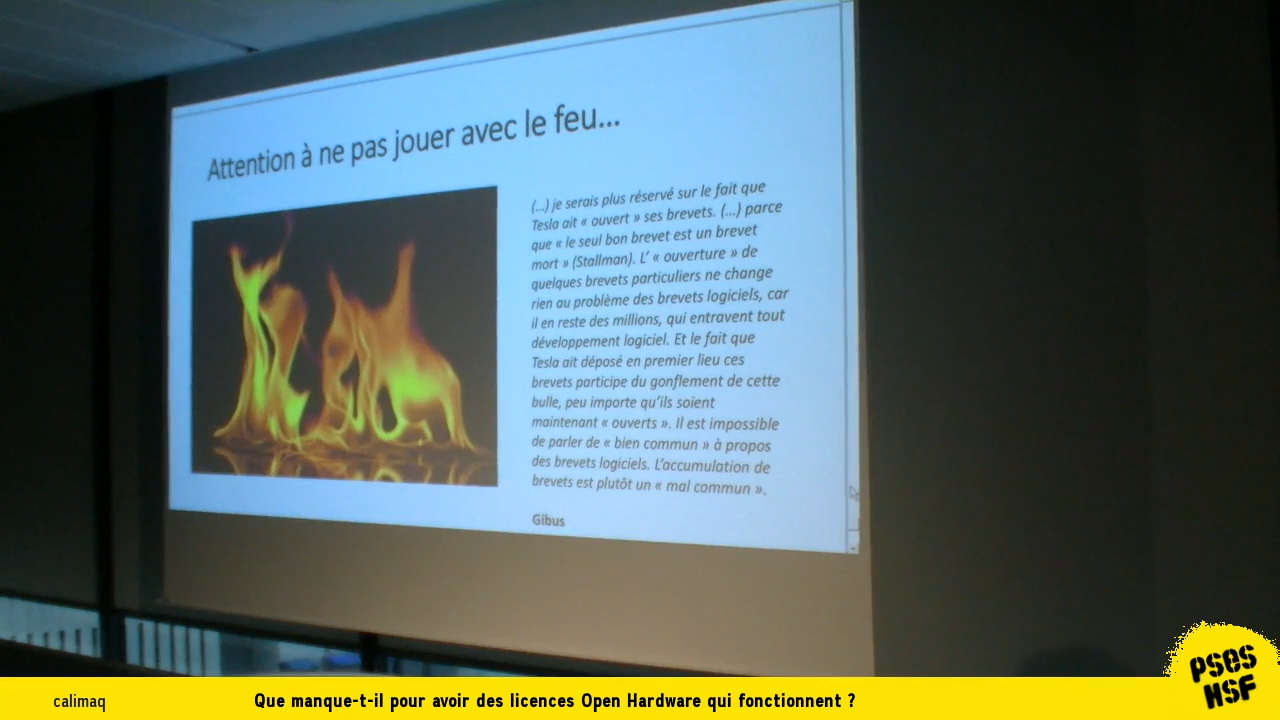 Attention à ne pas jouer avec le feu...
(...) je serais plus réservé sur le fait que
Tesla ait « ouvert » ses brevets. (...) parce
que « le seul bon brevet est un brevet
mort » (Stallman). L' « ouverture » de
quelques brevets particuliers ne change
rien au problème des brevets logiciels, car
il en reste des millions, qui entravent tout
développement logiciel. Et le fait que
Tesla ait déposé en premier lieu ces
brevets participe du gonflement de cette
bulle, peu importe qu'ils soient
maintenant « ouverts ». Il est impossible
de parler de « bien commun » à propos
des brevets logiciels. L'accumulation de
brevets est plutôt un « mal commun ».
Gibus
calimaq
Que manque-t-il pour avoir des licences Open Hardware qui fonctionnent ?
PSES
HSF